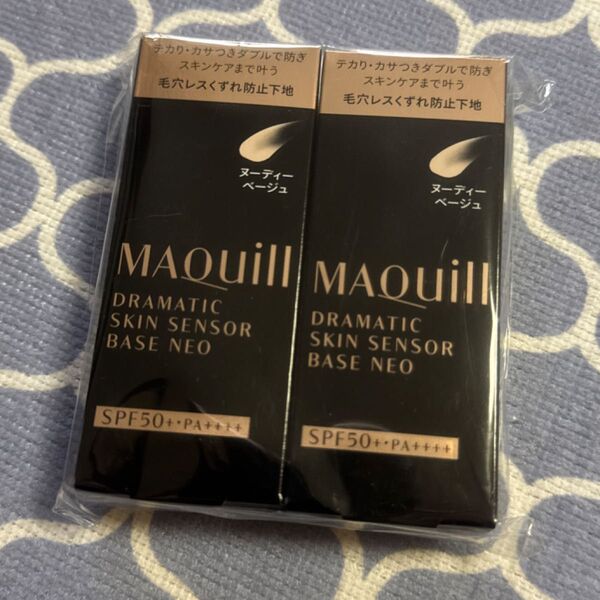 テカり・カサつきダブルで防ぎ
スキンケアまで叶う
毛穴レスくずれ防止下地
ヌーディー
ベージュ
MAQuill
DRAMATIC
SKIN SENSOR
BASE NEO
SPF50+・PA++++
テカり・カサつきダブルで防ぎ
スキンケアまで叶う
毛穴レスくずれ防止下地
ヌーディー
ベージュ
MAQuill
DRAMATIC
SKIN SENSOR
BASE NEO
SPF50+・PA++++